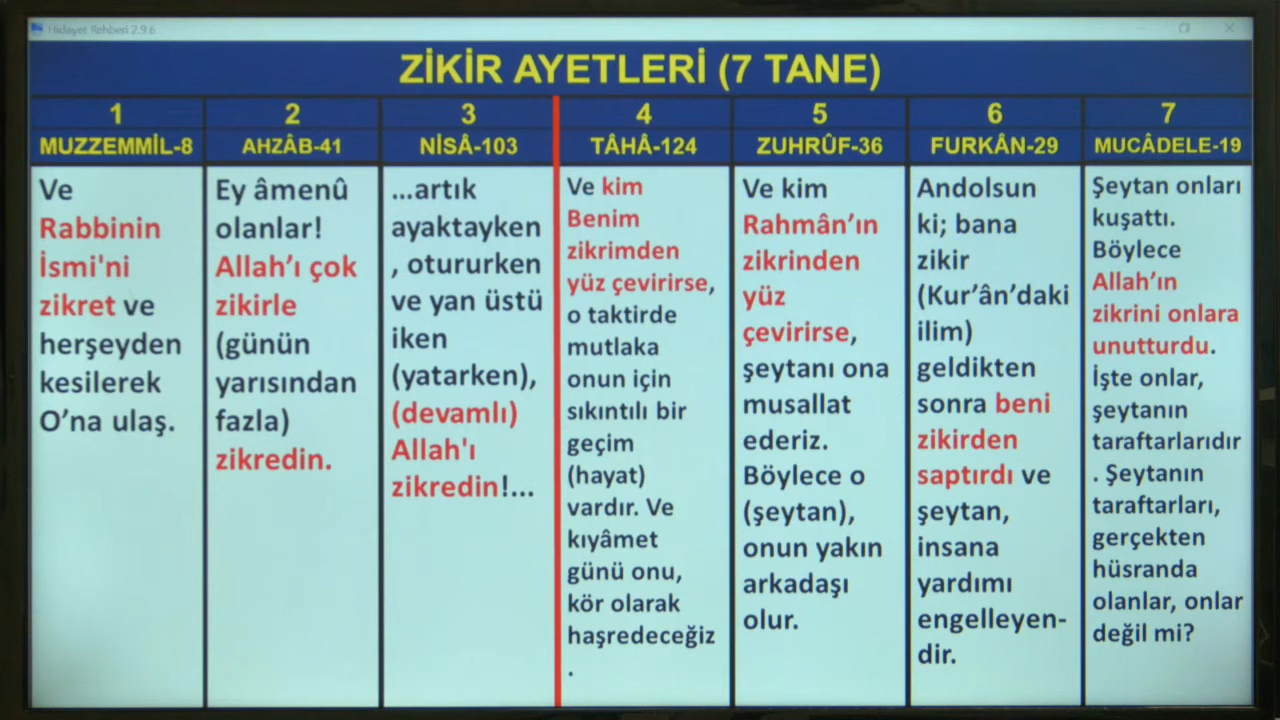 Hidayet Rehberi 2.9.6
ZİKİR AYETLERİ (7 TANE)
1
MUZZEMMİL-8
Ve
Rabbinin
İsmi'ni
zikret ve
herşeyden
kesilerek
O’na ulaş.
2
AHZÂB-41
Ey âmenû
olanlar!
Allah’ı çok
zikirle
(günün
yarısından
fazla)
zikredin.
3
NİSÂ-103
...artık
ayaktayken
, otururken
ve yan üstü
iken
(yatarken),
(devamlı)
Allah'ı
zikredin!...
4
TÂHÂ-124
Ve kim
Benim
zikrimden
yüz çevirirse,
o taktirde
mutlaka
onun için
sıkıntılı bir
geçim
(hayat)
vardır. Ve
kıyâmet
günü onu,
kör olarak
haşredeceğiz
.
5
ZUHRÛF-36
Ve kim
Rahmân’ın
zikrinden
yüz
çevirirse,
şeytanı ona
musallat
ederiz.
Böylece o
(şeytan),
onun yakın
arkadaşı
olur.
6
FURKÂN-29
Andolsun
ki; bana
zikir
(Kur’ân’daki
ilim)
geldikten
sonra beni
zikirden
saptırdı ve
şeytan,
insana
yardımı
engelleyen-
dir.
7
MUCÂDELE-19
Şeytan onları
kuşattı.
Böylece
Allah’ın
zikrini onlara
unutturdu.
İşte onlar,
şeytanın
taraftarlarıdır
. Şeytanın
taraftarları,
gerçekten
hüsranda
olanlar, onlar
değil mi?